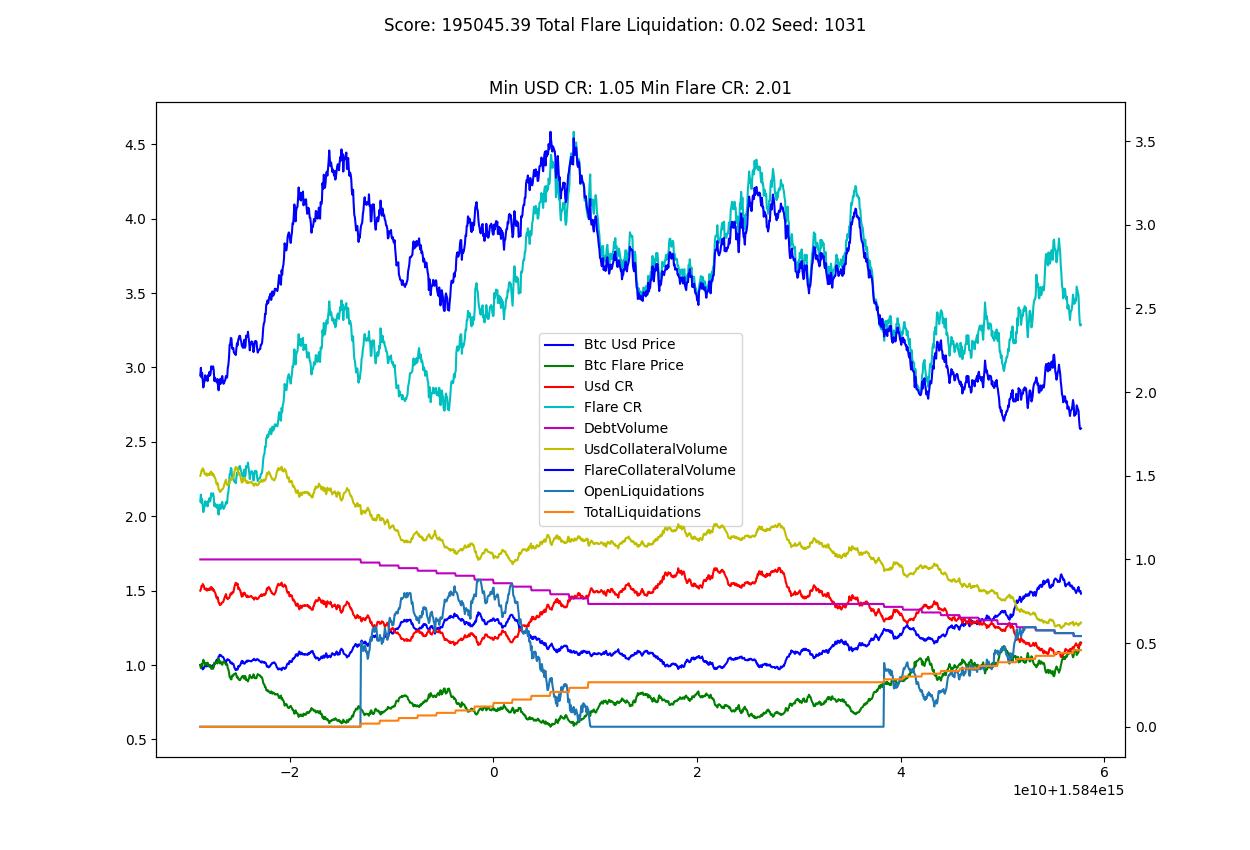 Score: 195045.39 Total Flare Liquidation: 0.02 Seed: 1031
Min USD CR: 1.05 Min Flare CR: 2.01
4.5
4.0
3.5
3.0
2.5
2.0
1.5
1.0
0.5
3.5
3.0
2.5
2.0
1.5
1.0
0.5
0.0
Btc Usd Price
Btc Flare Price
Usd CR
Flare CR
DebtVolume
UsdCollateralVolume
FlareCollateralVolume
OpenLiquidations
TotalLiquidations
−2 0 2 4 6
1e10+1.584e15